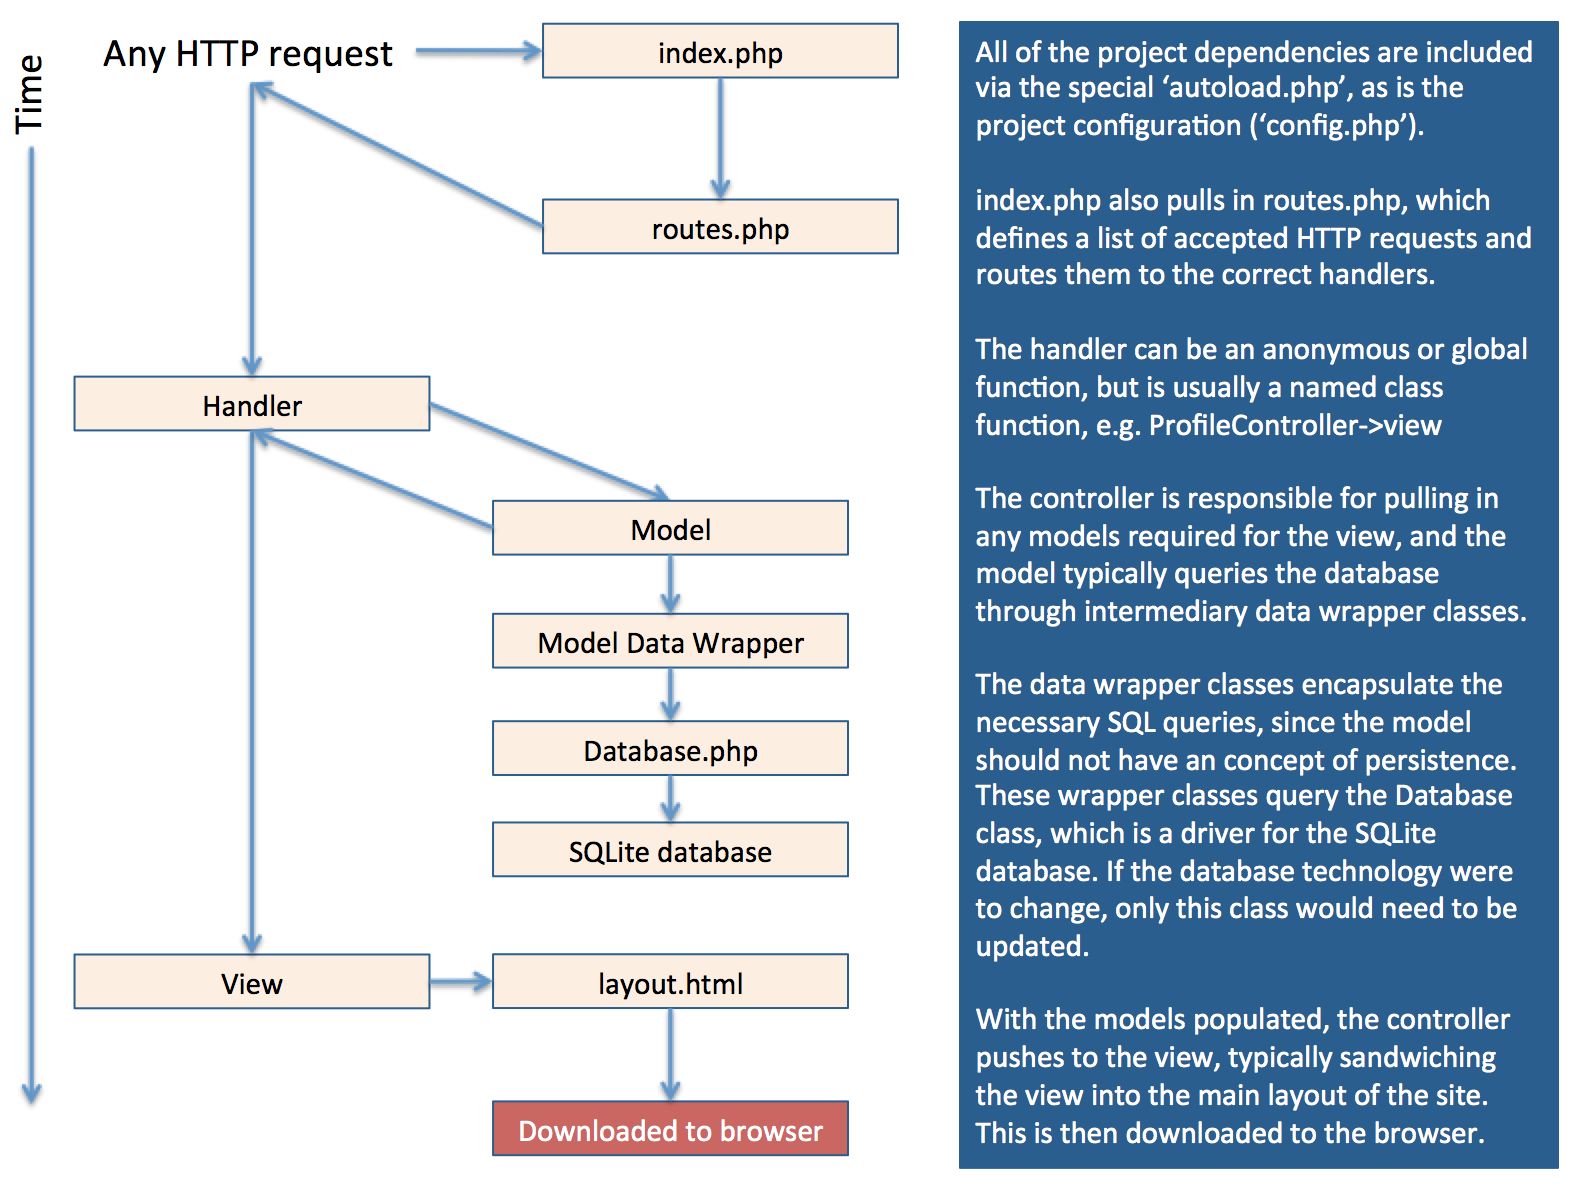 Time
Any HTTP request
index.php
routes.php
Handler
Model
Model Data Wrapper
Database.php
SQLite database
View
layout.html
Downloaded to browser
All of the project dependencies are included
via the special ‘autoload.php’, as is the
project configuration (‘config.php’).
index.php also pulls in routes.php, which
defines a list of accepted HTTP requests and
routes them to the correct handlers.
The handler can be an anonymous or global
function, but is usually a named class
function, e.g. ProfileController->view
The controller is responsible for pulling in
any models required for the view, and the
model typically queries the database
through intermediary data wrapper classes.
The data wrapper classes encapsulate the
necessary SQL queries, since the model
should not have an concept of persistence.
These wrapper classes query the Database
class, which is a driver for the SQLite
database. If the database technology were
to change, only this class would need to be
updated.
With the models populated, the controller
pushes to the view, typically sandwiching
the view into the main layout of the site.
This is then downloaded to the browser.